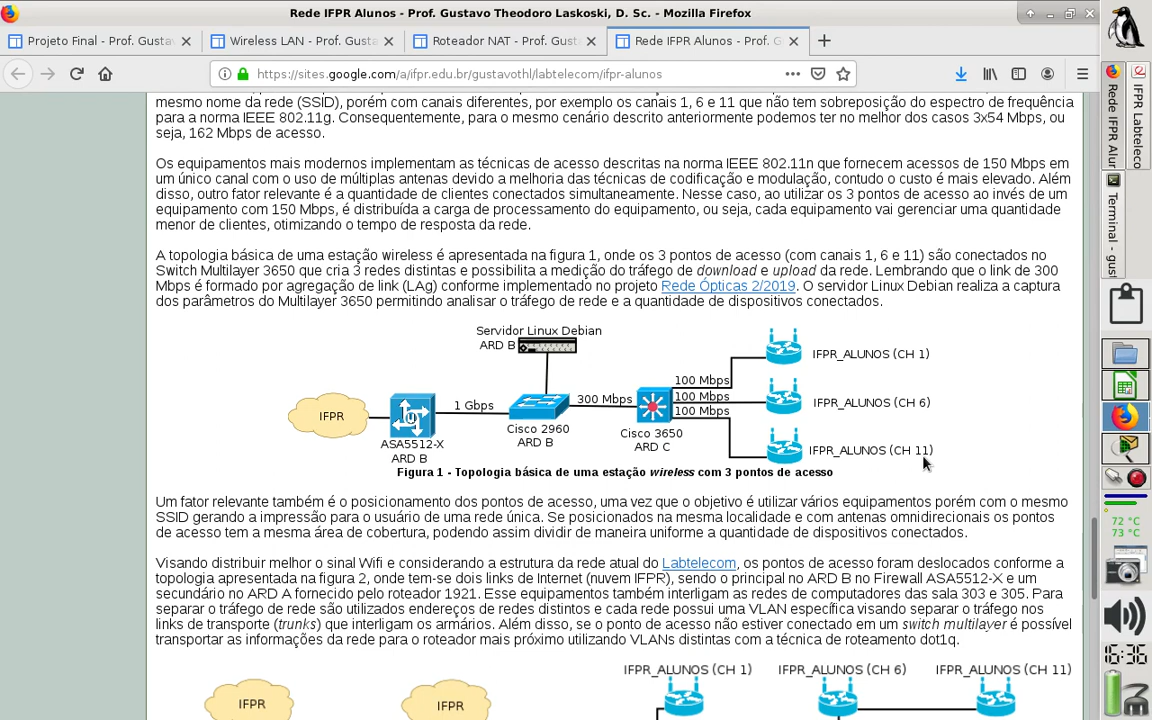 Rede IFPR Alunos - Prof. Gustavo Theodoro Laskoski, D. Sc. - Mozilla Firefox
Projeto Final - Prof. Gusta
Wireless LAN - Prof. Gusta
Roteador NAT - Prof. Gust
Rede IFPR Alunos - Prof. G
https://sites.google.com/a/ifpr.edu.br/gustavothl/labtelecom/ifpr-alunos
mesmo nome da rede (SSID), porém com canais diferentes, por exemplo os canais 1, 6 e 11 que não tem sobreposição do espectro de frequência
para a norma IEEE 802.11g. Consequentemente, para o mesmo cenário descrito anteriormente podemos ter no melhor dos casos 3x54 Mbps, ou
seja, 162 Mbps de acesso.
Os equipamentos mais modernos implementam as técnicas de acesso descritas na norma IEEE 802.11n que fornecem acessos de 150 Mbps em
um único canal com o uso de múltiplas antenas devido a melhoria das técnicas de codificação e modulação, contudo o custo é mais elevado. Além
disso, outro fator relevante é a quantidade de clientes conectados simultaneamente. Nesse caso, ao utilizar os 3 pontos de acesso ao invés de um
equipamento com 150 Mbps, é distribuída a carga de processamento do equipamento, ou seja, cada equipamento vai gerenciar uma quantidade
menor de clientes, otimizando o tempo de resposta da rede.
A topologia básica de uma estação wireless é apresentada na figura 1, onde os 3 pontos de acesso (com canais 1, 6 e 11) são conectados no
Switch Multilayer 3650 que cria 3 redes distintas e possibilita a medição do tráfego de download e upload da rede. Lembrando que o link de 300
Mbps é formado por agregação de link (LAg) conforme implementado no projeto Rede Ópticas 2/2019. O servidor Linux Debian realiza a captura
dos parâmetros do Multilayer 3650 permitindo analisar o tráfego de rede e a quantidade de dispositivos conectados.
Servidor Linux Debian
ARD B
IFPR_ALUNOS (CH 1)
100 Mbps
100 Mbps
100 Mbps
IFPR_ALUNOS (CH 6)
IFPR
1 Gbps
300 Mbps
Cisco 2960
ARD B
Cisco 3650
ARD C
ASA5512-X
ARD B
IFPR_ALUNOS (CH 11)
Figura 1 - Topologia básica de uma estação wireless com 3 pontos de acesso
Um fator relevante também é o posicionamento dos pontos de acesso, uma vez que o objetivo é utilizar vários equipamentos porém com o mesmo
SSID gerando a impressão para o usuário de uma rede única. Se posicionados na mesma localidade e com antenas omnidirecionais os pontos
de acesso tem a mesma área de cobertura, podendo assim dividir de maneira uniforme a quantidade de dispositivos conectados.
Visando distribuir melhor o sinal Wifi e considerando a estrutura da rede atual do Labtelecom, os pontos de acesso foram deslocados conforme a
topologia apresentada na figura 2, onde tem-se dois links de Internet (nuvem IFPR), sendo o principal no ARD B no Firewall ASA5512-X e um
secundário no ARD A fornecido pelo roteador 1921. Esse equipamentos também interligam as redes de computadores das sala 303 e 305. Para
separar o tráfego de rede são utilizados endereços de redes distintos e cada rede possui uma VLAN específica visando separar o tráfego nos
links de transporte (trunks) que interligam os armários. Além disso, se o ponto de acesso não estiver conectado em um switch multilayer é possível
transportar as informações da rede para o roteador mais próximo utilizando VLANs distintas com a técnica de roteamento dot1q.
IFPR_ALUNOS (CH 1)
IFPR_ALUNOS (CH 6)
IFPR_ALUNOS (CH 11)
IFPR
IFPR
Rede IFPR Alur
IFPR Labteleco
Terminal - gust
72 °C
73 °C
16:36